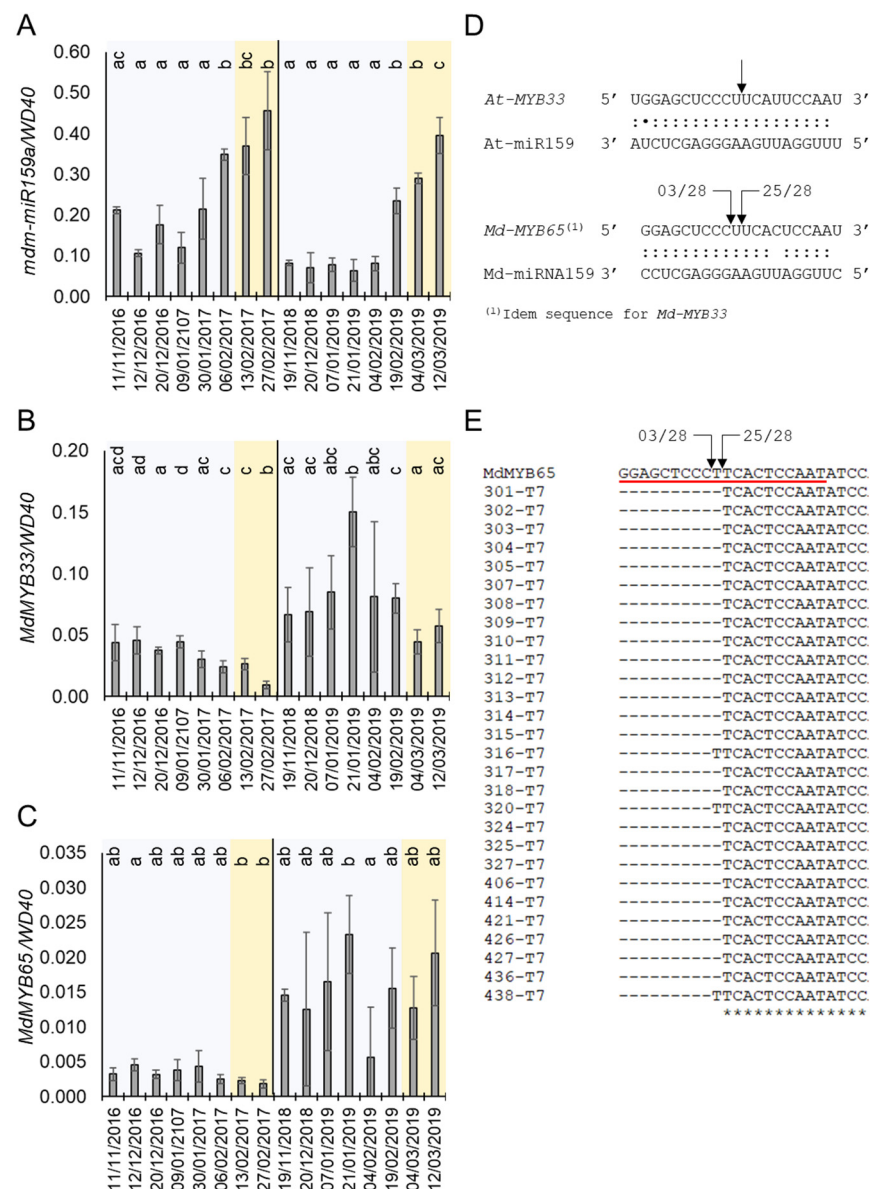 A
mdm-miR159a/WD40
0.60
0.50
0.40
0.30
0.20
0.10
0.00
ac a a a a b bc b a a a a a b b c
11/11/2016
12/12/2016
20/12/2016
09/01/2107
30/01/2017
06/02/2017
13/02/2017
27/02/2017
19/11/2018
20/12/2018
07/01/2019
21/01/2019
04/02/2019
19/02/2019
04/03/2019
12/03/2019
B
MdMYB33/WD40
0.20
0.15
0.10
0.05
0.00
acd ad a d ac c c b ac ac abc b abc c a ac
11/11/2016
12/12/2016
20/12/2016
09/01/2107
30/01/2017
06/02/2017
13/02/2017
27/02/2017
19/11/2018
20/12/2018
07/01/2019
21/01/2019
04/02/2019
19/02/2019
04/03/2019
12/03/2019
C
MdMYB65/WD40
0.035
0.030
0.025
0.020
0.015
0.010
0.005
0.000
ab a ab ab ab ab b b ab ab ab b a ab ab ab
11/11/2016
12/12/2016
20/12/2016
09/01/2107
30/01/2017
06/02/2017
13/02/2017
27/02/2017
19/11/2018
20/12/2018
07/01/2019
21/01/2019
04/02/2019
19/02/2019
04/03/2019
12/03/2019
D
At-MYB33 5' UGGAGCUCCCUUCAUUCCAAU 3'
:•:::::::::::::::::::
At-miR159 3' AUCUCGAGGGAAGUUAGGUUU 5'
03/28 25/28
Md-MYB65(1) 5' GGAGCUCCCUUCACUCCAAU 3'
:::::::::::: ::::::
Md-miRNA159 3' CCUCGAGGGAAGUUAGGUUC 5'
(1)Idem sequence for Md-MYB33
E
03/28 25/28
MdMYB65 GGAGCTCCCTTCACTCCAATATCC
301-T7 ----------TCACTCCAATATCC
302-T7 ----------TCACTCCAATATCC
303-T7 ----------TCACTCCAATATCC
304-T7 ----------TCACTCCAATATCC
305-T7 ----------TCACTCCAATATCC
307-T7 ----------TCACTCCAATATCC
308-T7 ----------TCACTCCAATATCC
309-T7 ----------TCACTCCAATATCC
310-T7 ----------TCACTCCAATATCC
311-T7 ----------TCACTCCAATATCC
312-T7 ----------TCACTCCAATATCC
313-T7 ----------TCACTCCAATATCC
314-T7 ----------TCACTCCAATATCC
315-T7 ----------TCACTCCAATATCC
316-T7 ---------TTCACTCCAATATCC
317-T7 ----------TCACTCCAATATCC
318-T7 ----------TCACTCCAATATCC
320-T7 ---------TTCACTCCAATATCC
324-T7 ----------TCACTCCAATATCC
325-T7 ----------TCACTCCAATATCC
327-T7 ----------TCACTCCAATATCC
406-T7 ----------TCACTCCAATATCC
414-T7 ----------TCACTCCAATATCC
421-T7 ----------TCACTCCAATATCC
426-T7 ----------TCACTCCAATATCC
427-T7 ----------TCACTCCAATATCC
436-T7 ----------TCACTCCAATATCC
438-T7 ---------TTCACTCCAATATCC
**************